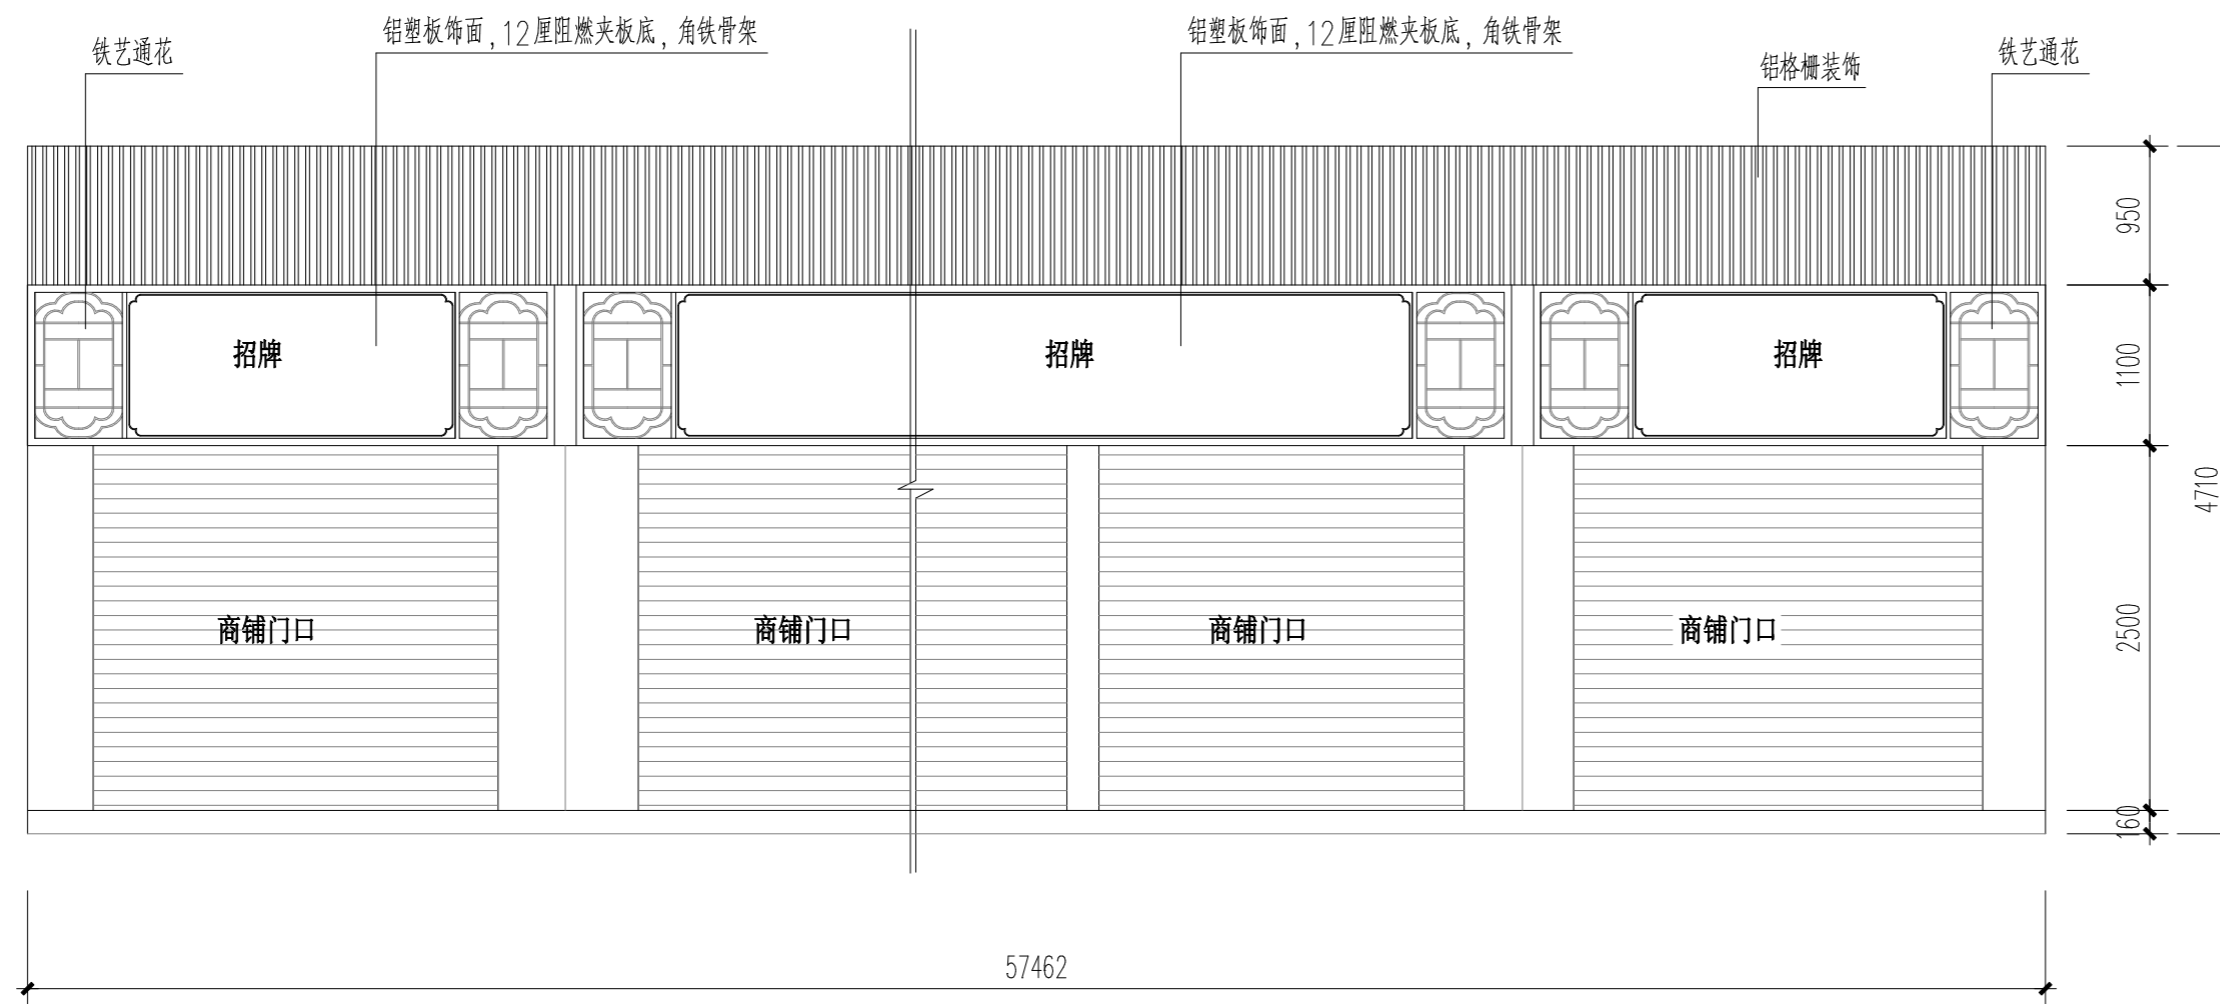 铝塑板饰面,12厘阻燃夹板底,角铁骨架
铝塑板饰面,12厘阻燃夹板底,角铁骨架
铁艺通花
铁艺通花
铝格栅装饰
950
招牌
招牌
招牌
1100
4710
商铺门口
商铺门口
商铺门口
商铺门口
2500
160
57462